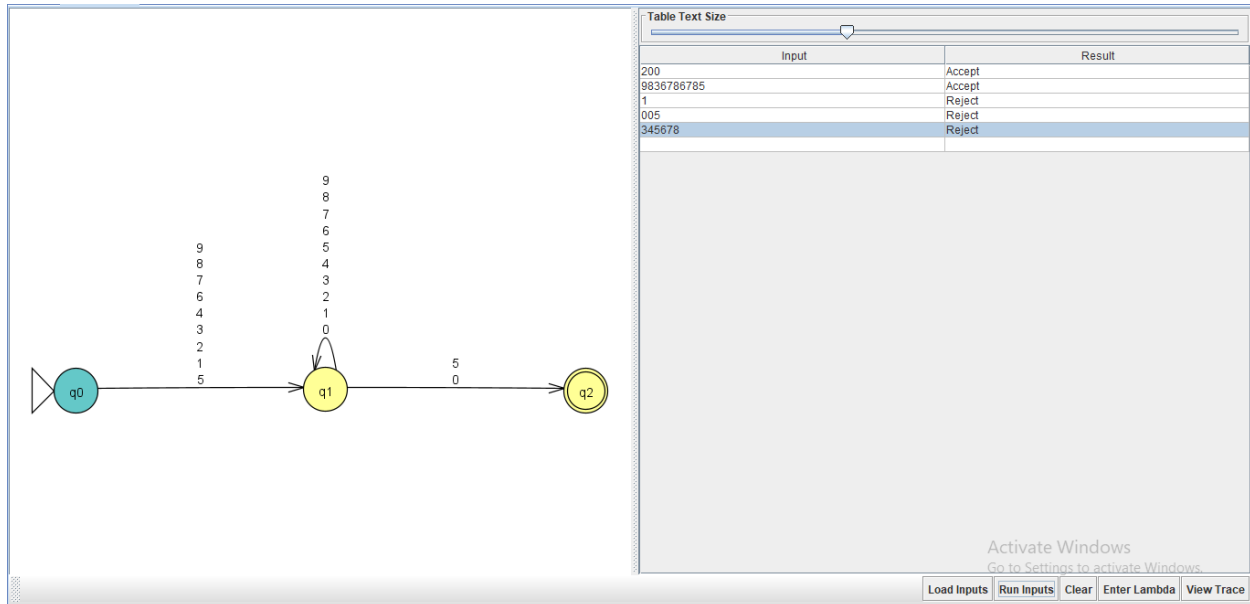 9
8
7
6
5
4
3
2
1
0
9
8
7
6
4
3
2
1
5
5
0
q0
q1
q2
Table Text Size
Input Result
200 Accept
9836786785 Accept
1 Reject
005 Reject
345678 Reject
Activate Windows
Go to Settings to activate Windows.
Load Inputs Run Inputs Clear Enter Lambda View Trace